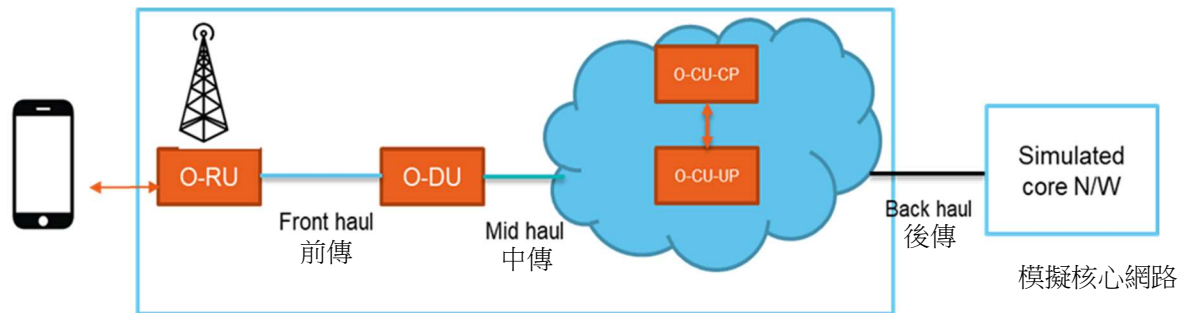 O-CU-CP
O-RU
O-DU
O-CU-UP
Simulated
core N/W
Front haul
前傳
Mid haul
中傳
Back haul
後傳
模擬核心網路